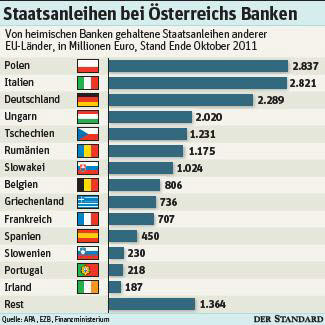 Staatsanleihen bei Österreichs Banken
Von heimischen Banken gehaltene Staatsanleihen anderer
EU-Länder, in Millionen Euro, Stand Ende Oktober 2011
Polen 2.837
Italien 2.821
Deutschland 2.289
Ungarn 2.020
Tschechien 1.231
Rumänien 1.175
Slowakei 1.024
Belgien 806
Griechenland 736
Frankreich 707
Spanien 450
Slowenien 230
Portugal 218
Irland 187
Rest 1.364
Quelle: APA, EZB, Finanzministerium DER STANDARD